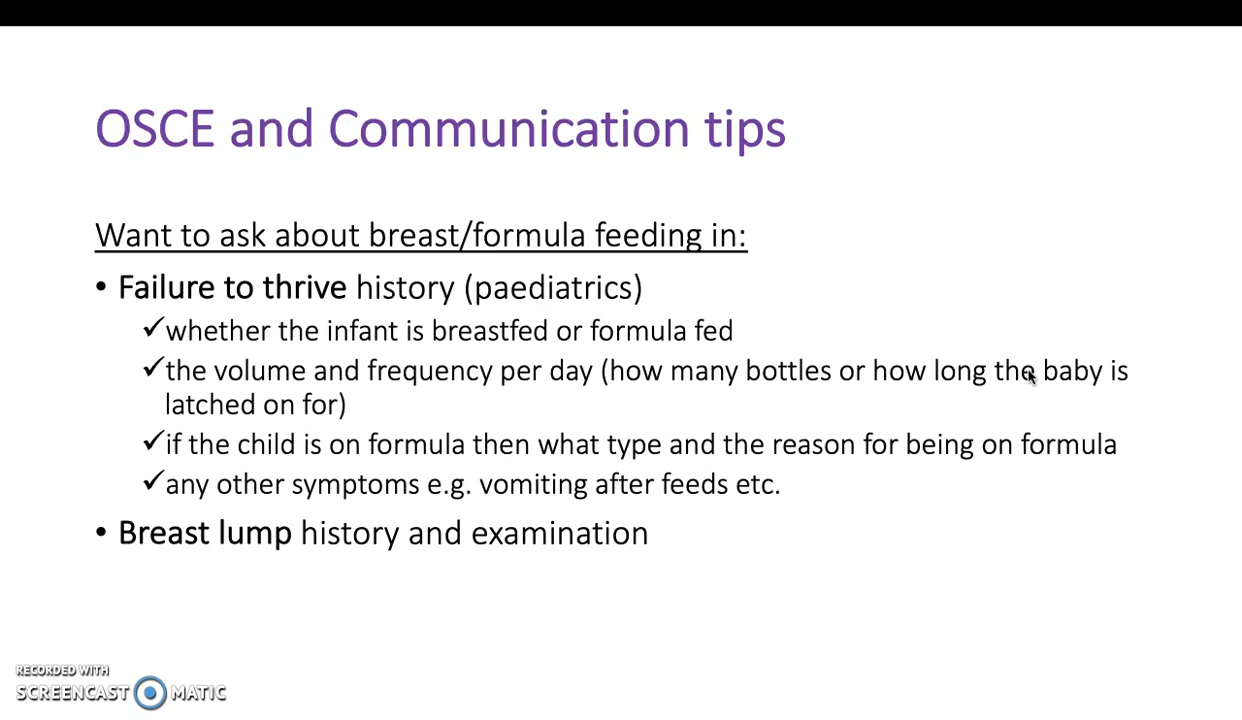 OSCE and Communication tips
Want to ask about breast/formula feeding in:
• Failure to thrive history (paediatrics)
✓whether the infant is breastfed or formula fed
✓the volume and frequency per day (how many bottles or how long the baby is
latched on for)
✓if the child is on formula then what type and the reason for being on formula
✓any other symptoms e.g. vomiting after feeds etc.
• Breast lump history and examination
RECORDED WITH
SCREENCAST MATIC